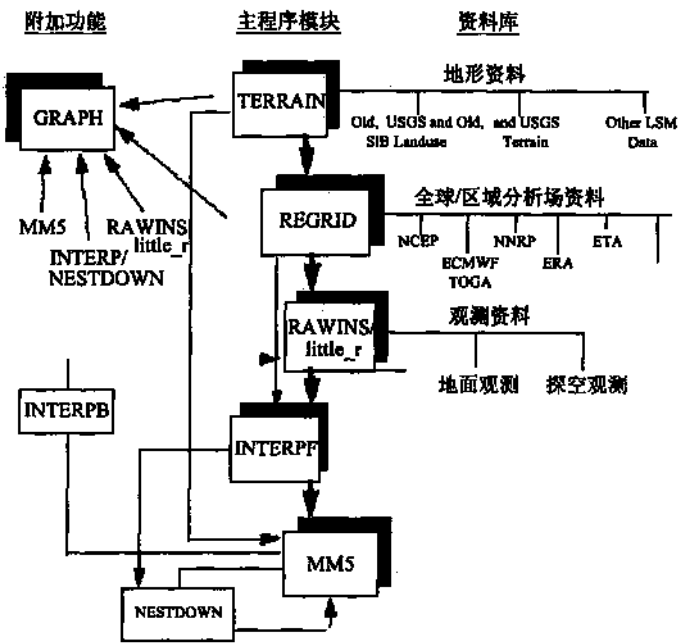 附加功能
主程序模块
资料库
TERRAIN
地形资料
Old, USGS and Old, and USGS
SiB Landuse
Terrain
Other LSM
Data
GRAPH
MM5
INTERP/
NESTDOWN
RAWINS
little_r
REGRID
全球/区域分析场资料
NCEP
ECMWF
TOGA
NNRP
ERA
ETA
RAWINS/
little_r
观测资料
地面观测
探空观测
INTERPB
INTERPF
MM5
NESTDOWN